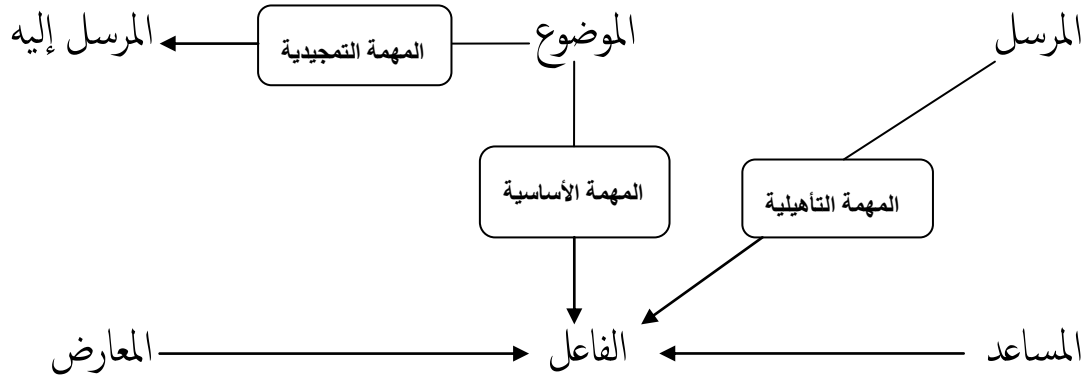 المرسل
الموضوع
المهمة التمجيدية
المرسل إليه
المهمة الأساسية
المهمة التأهيلية
المساعد
الفاعل
المعارض